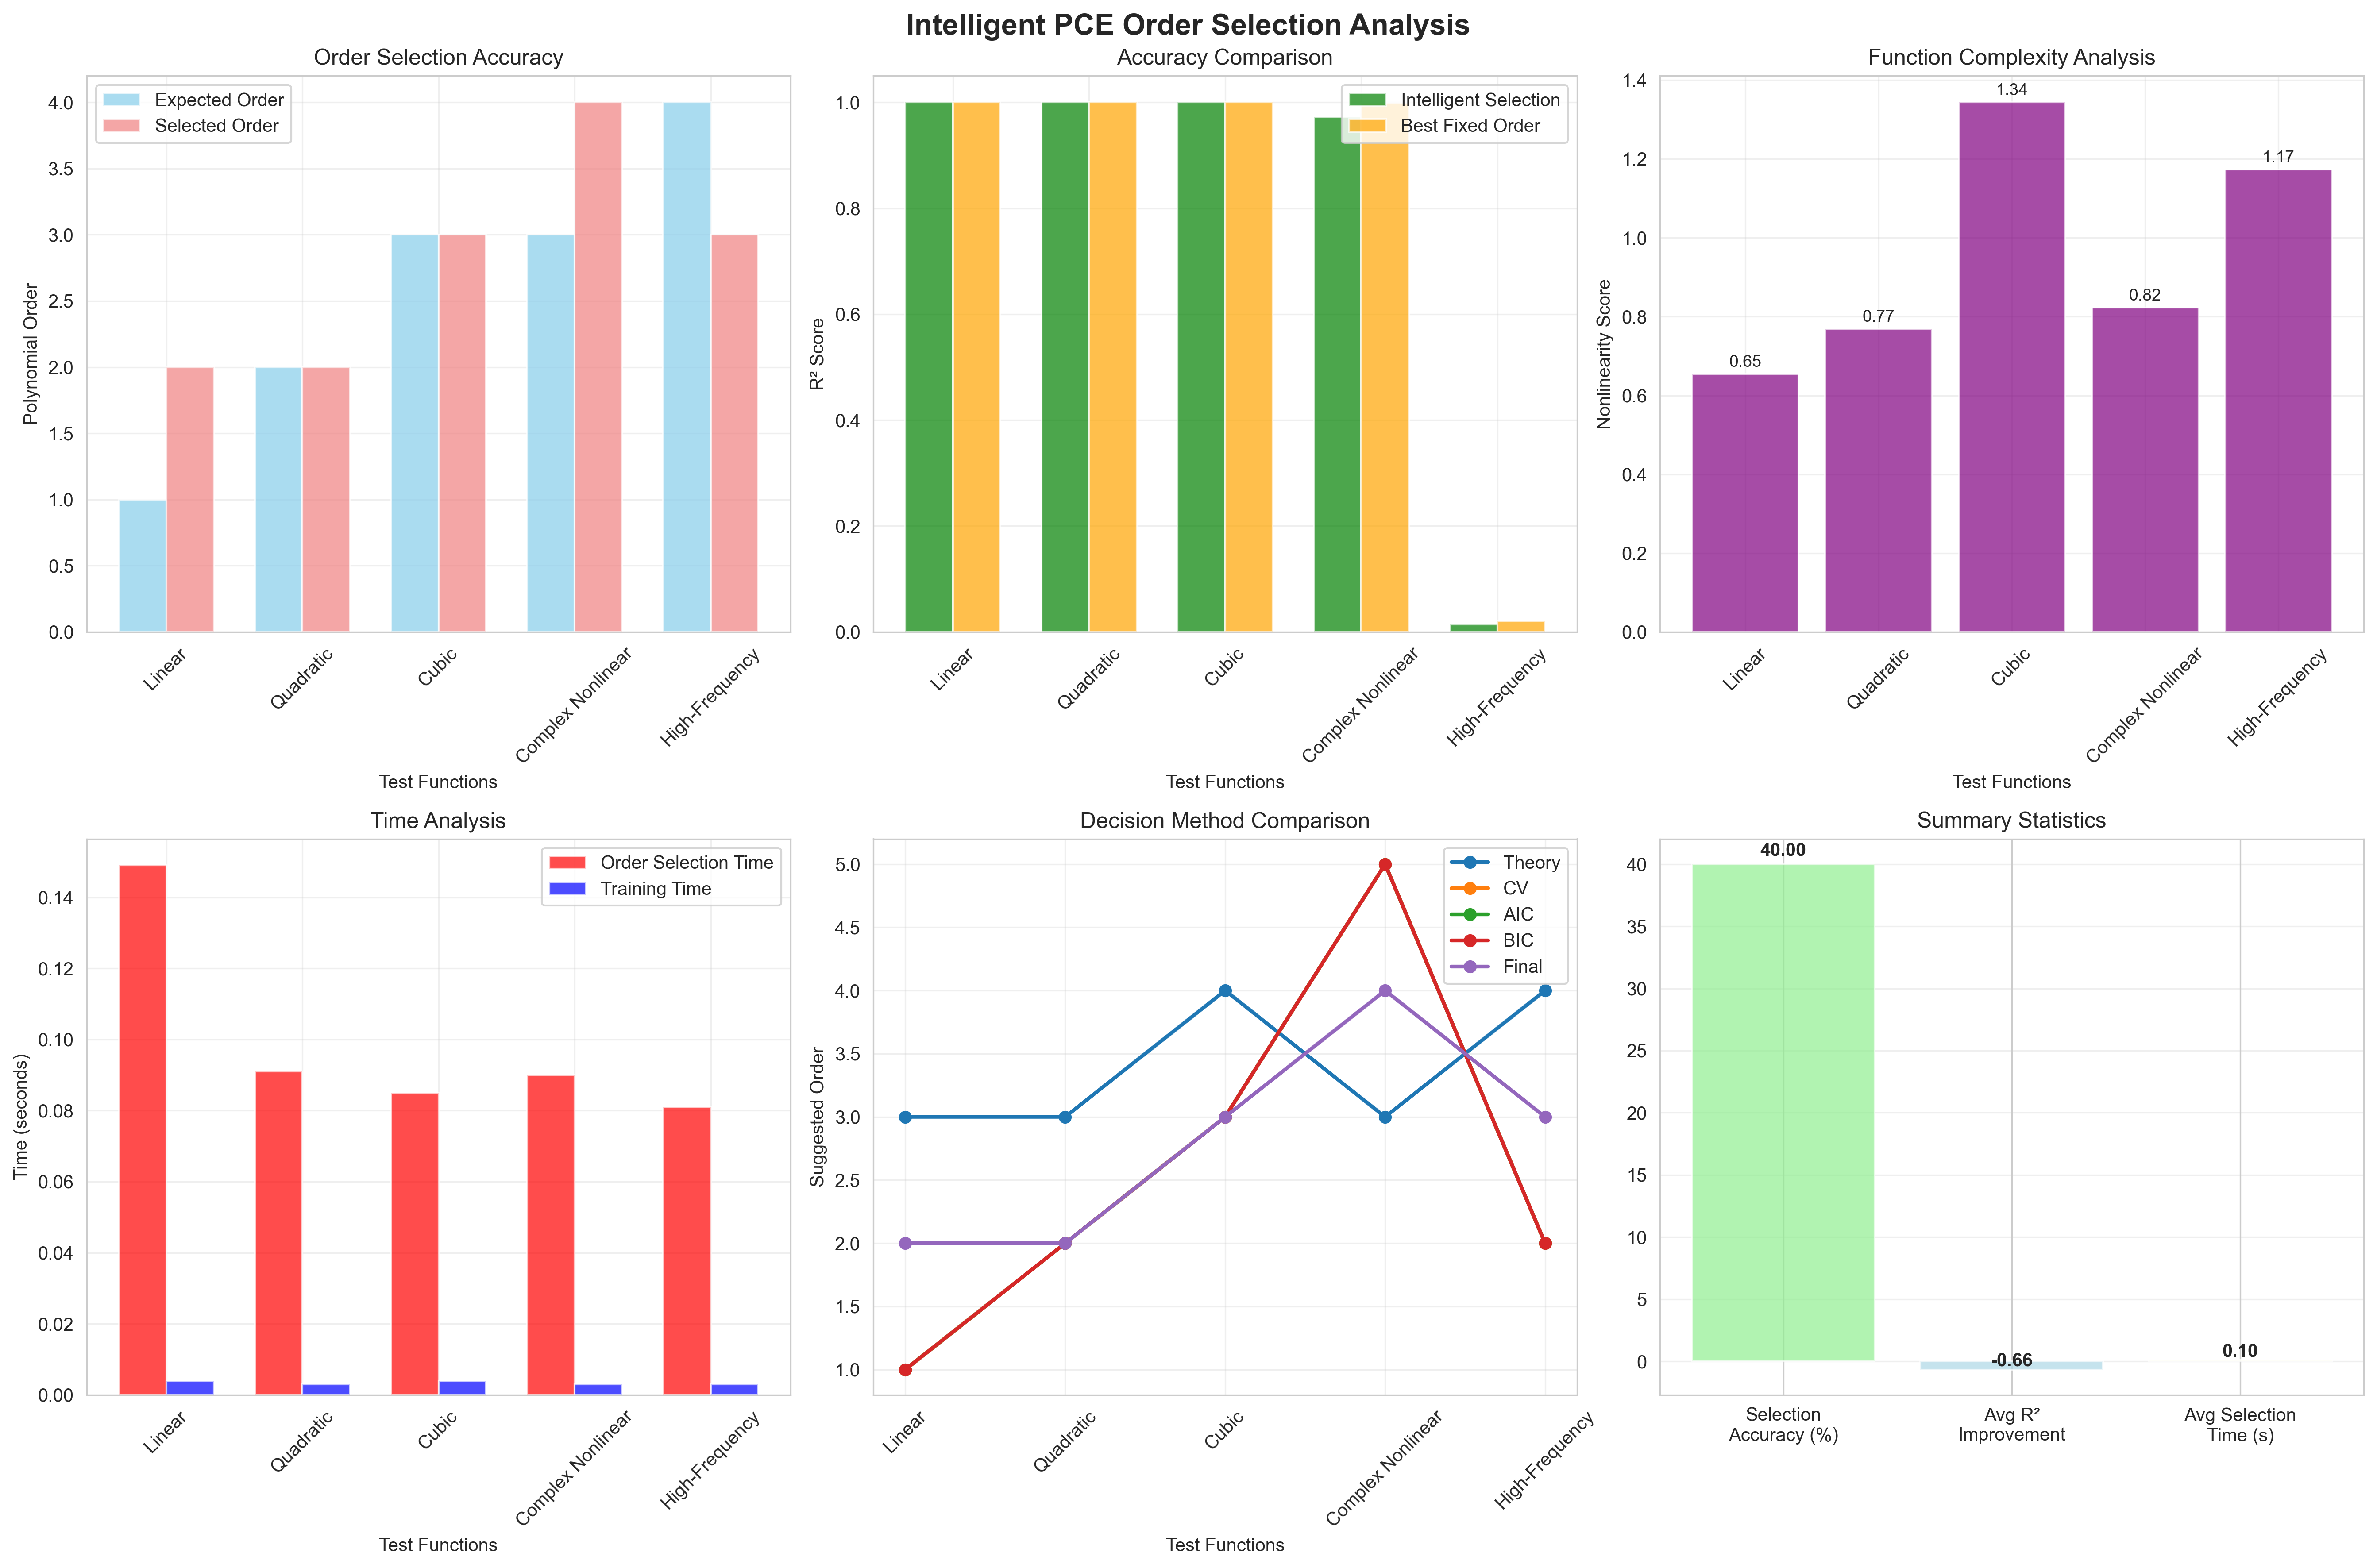 Intelligent PCE Order Selection Analysis
Order Selection Accuracy
Expected Order
Selected Order
4.0
3.5
3.0
2.5
2.0
1.5
1.0
0.5
0.0
Polynomial Order
Linear
Quadratic
Cubic
Complex Nonlinear
High-Frequency
Test Functions
Accuracy Comparison
Intelligent Selection
Best Fixed Order
1.0
0.8
0.6
0.4
0.2
0.0
R² Score
Linear
Quadratic
Cubic
Complex Nonlinear
High-Frequency
Test Functions
Function Complexity Analysis
1.4
1.2
1.0
0.8
0.6
0.4
0.2
0.0
Nonlinearity Score
0.65
0.77
1.34
0.82
1.17
Linear
Quadratic
Cubic
Complex Nonlinear
High-Frequency
Test Functions
Time Analysis
Order Selection Time
Training Time
0.14
0.12
0.10
0.08
0.06
0.04
0.02
0.00
Time (seconds)
Linear
Quadratic
Cubic
Complex Nonlinear
High-Frequency
Test Functions
Decision Method Comparison
Theory
CV
AIC
BIC
Final
5.0
4.5
4.0
3.5
3.0
2.5
2.0
1.5
1.0
Suggested Order
Linear
Quadratic
Cubic
Complex Nonlinear
High-Frequency
Test Functions
Summary Statistics
40
35
30
25
20
15
10
5
0
40.00
-0.66
0.10
Selection
Accuracy (%)
Avg R²
Improvement
Avg Selection
Time (s)